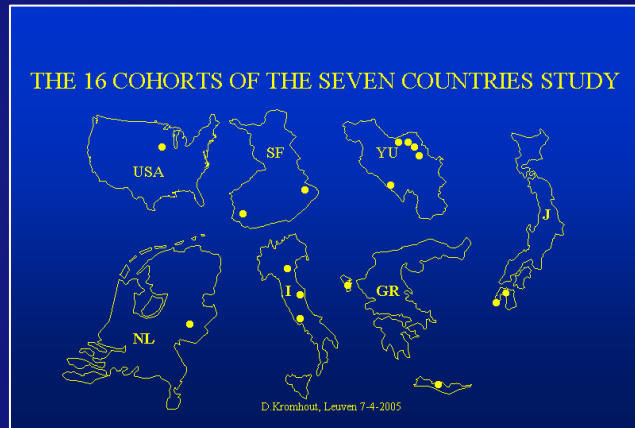 THE 16 COHORTS OF THE SEVEN COUNTRIES STUDY
USA
SF
YU
J
NL
I
GR
D.Kromhout, Leuven 7-4-2005